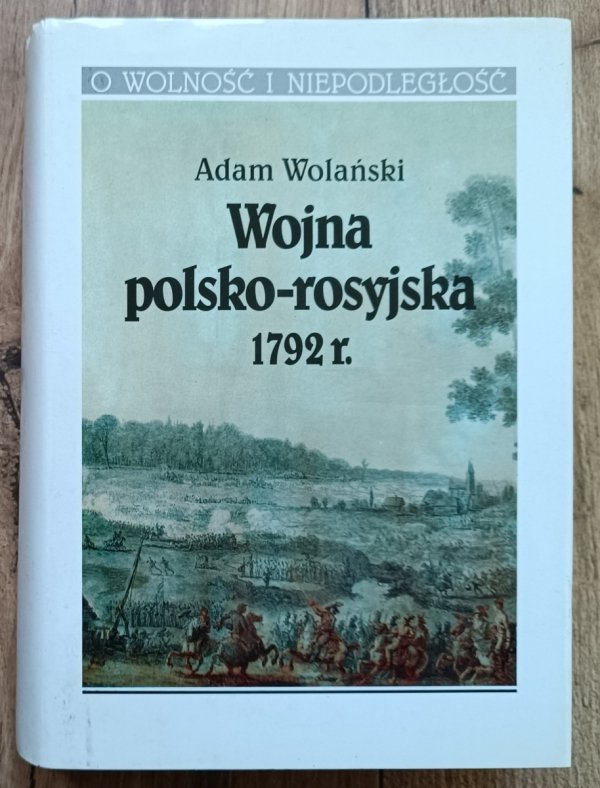 O WOLNOŚĆ I NIEPODLEGŁOŚĆ
Adam Wolański
Wojna
polsko-rosyjska
1792 r.